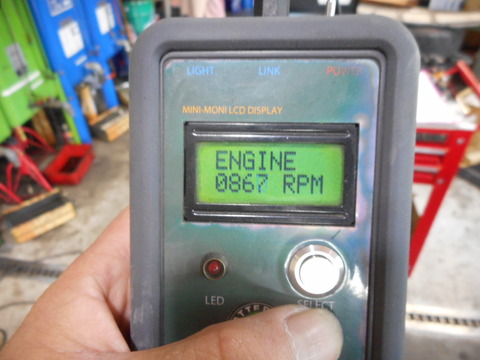 LIGHT LINK POWER
MINI-MONI LCD DISPLAY
ENGINE
0867 RPM
LED SELECT